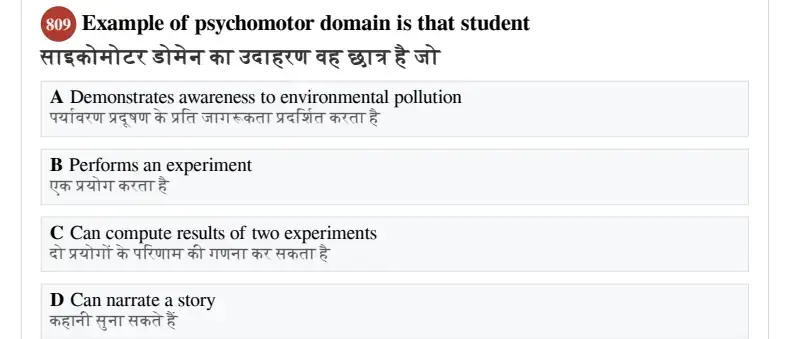 809 Example of psychomotor domain is that student
साइकोमोटर डोमेन का उदाहरण वह छात्र है जो
A Demonstrates awareness to environmental pollution
पर्यावरण प्रदूषण के प्रति जागरूकता प्रदर्शित करता है
B Performs an experiment
एक प्रयोग करता है
C Can compute results of two experiments
दो प्रयोगों के परिणाम की गणना कर सकता है
D Can narrate a story
कहानी सुना सकते हैं